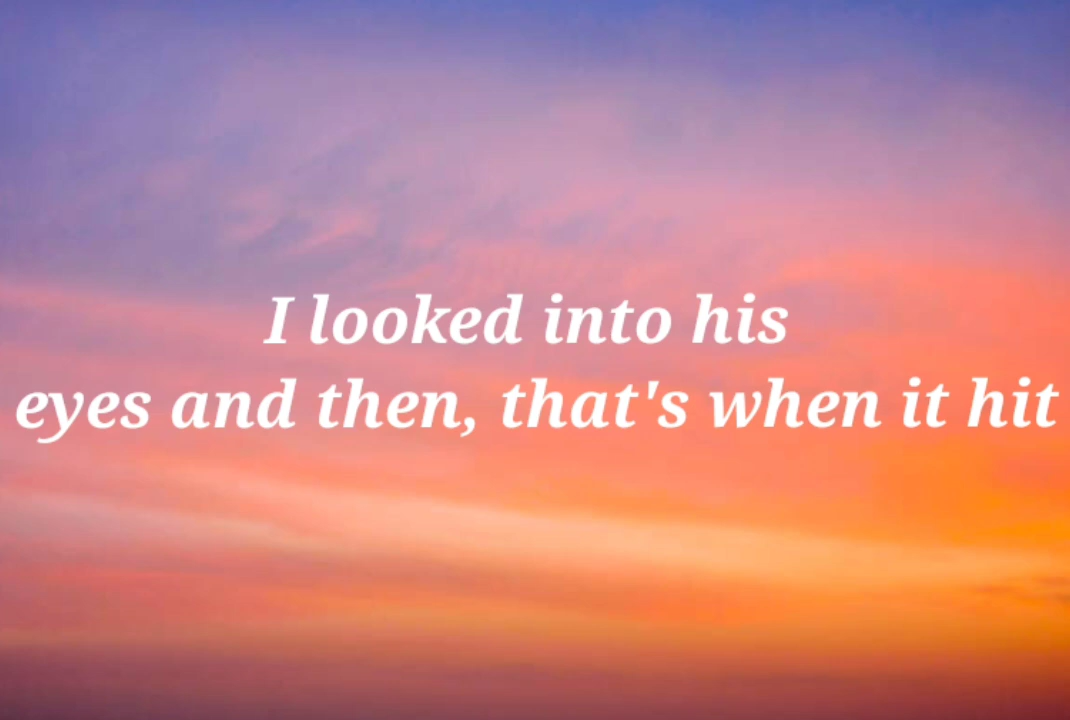 I looked into his
eyes and then, that's when it hit